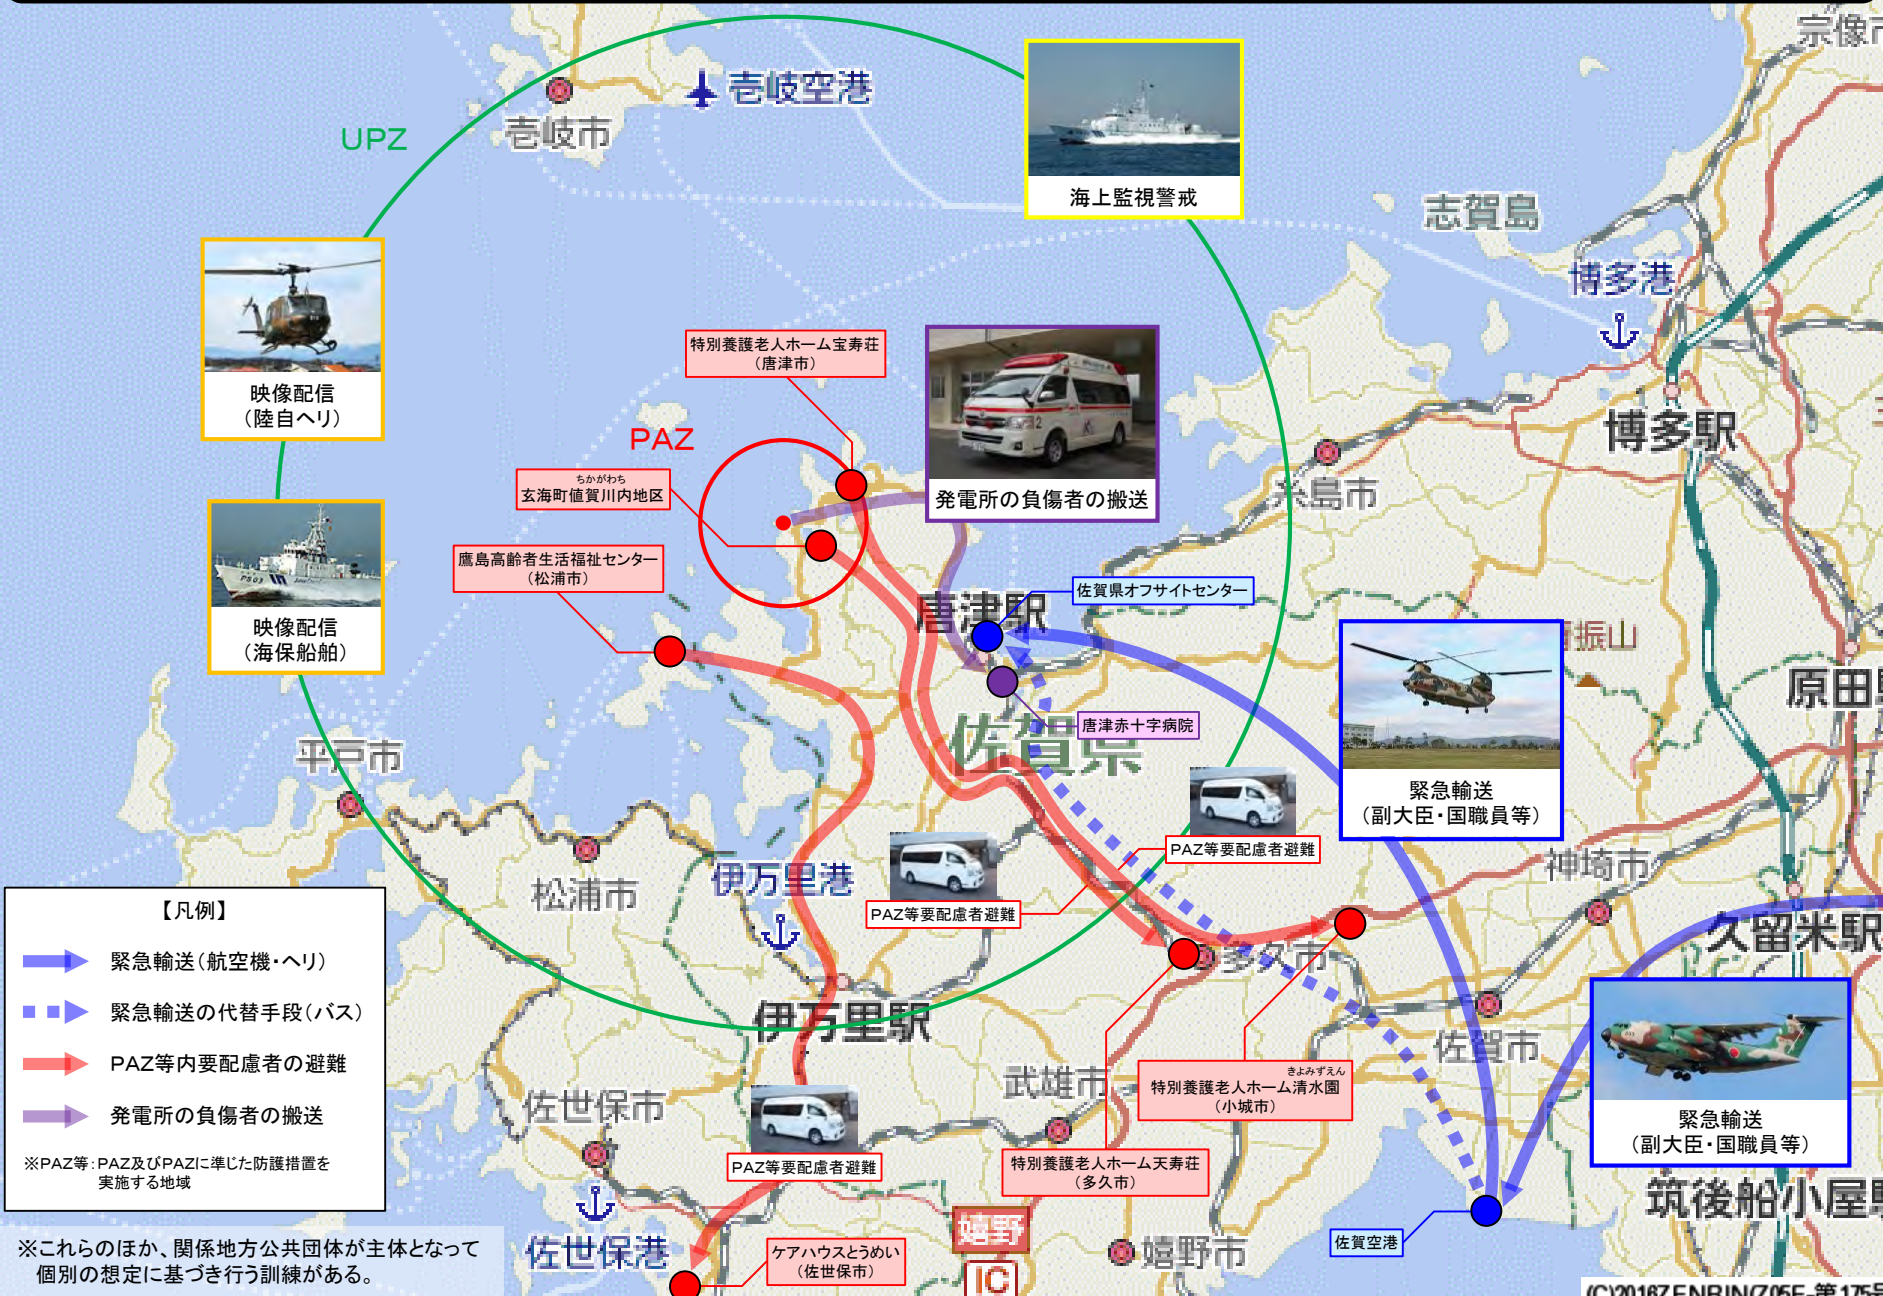 宗像市
壱岐空港
壱岐市
UPZ
海上監視警戒
志賀島
博多港
映像配信
（陸自ヘリ）
特別養護老人ホーム宝寿荘
（唐津市）
PAZ
発電所の負傷者の搬送
博多駅
ちかがわち
玄海町値賀川内地区
糸島市
鷹島高齢者生活福祉センター
（松浦市）
映像配信
（海保船舶）
唐津駅
佐賀県オフサイトセンター
振山
原田
唐津赤十字病院
佐賀県
緊急輸送
（副大臣・国職員等）
平戸市
PAZ等要配慮者避難
PAZ等要配慮者避難
神埼市
松浦市
伊万里港
久留米駅
多久市
伊万里駅
佐賀市
【凡例】
緊急輸送（航空機・ヘリ）
緊急輸送の代替手段（バス）
PAZ等内要配慮者の避難
発電所の負傷者の搬送
※PAZ等：PAZ及びPAZに準じた防護措置を
実施する地域
武雄市
きよみずえん
特別養護老人ホーム清水園
（小城市）
佐世保市
緊急輸送
（副大臣・国職員等）
PAZ等要配慮者避難
特別養護老人ホーム天寿荘
（多久市）
筑後船小屋駅
佐世保港
ケアハウスとうめい
（佐世保市）
嬉野
IC
嬉野市
佐賀空港
※これらのほか、関係地方公共団体が主体となって
個別の想定に基づき行う訓練がある。
(C)2016ZENRIN(Z05E-第175号